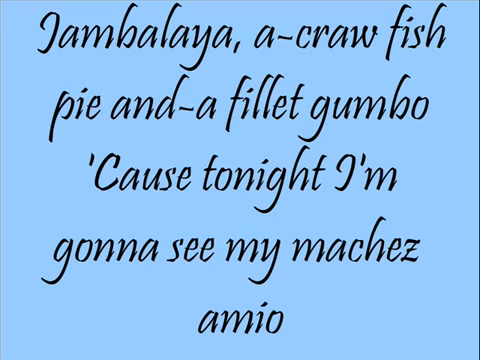 Jambalaya, a-craw fish
pie and-a fillet gumbo
'Cause tonight I'm
gonna see my machez
amio